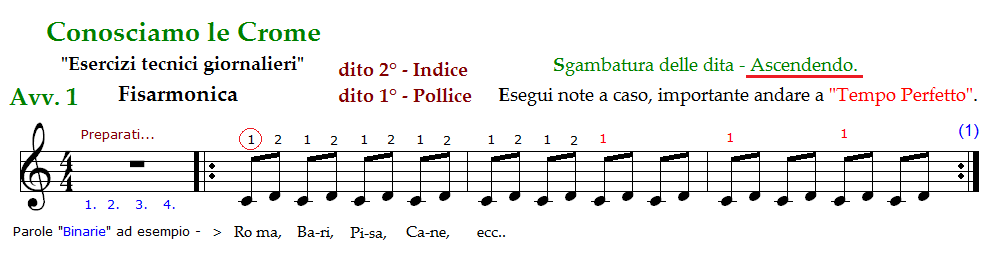 Conosciamo le Crome
"Esercizi tecnici giornalieri"
dito 2° - Indice
Sgambatura delle dita - Ascendendo.
Avv. 1
Fisarmonica
dito 1° - Pollice
Esegui note a caso, importante andare a "Tempo Perfetto".
Preparati...
1 2 1 2 1 2 1 2 1 2 1 2 1 1 1
(1)
4
4
1. 2. 3. 4.
Parole "Binarie" ad esempio - > Ro ma, Ba-ri, Pi-sa, Ca-ne, ecc..